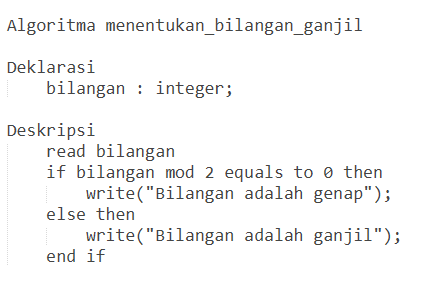 Algoritma menentukan_bilangan_ganjil
Deklarasi
bilangan : integer;
Deskripsi
read bilangan
if bilangan mod 2 equals to 0 then
write("Bilangan adalah genap");
else then
write("Bilangan adalah ganjil");
end if